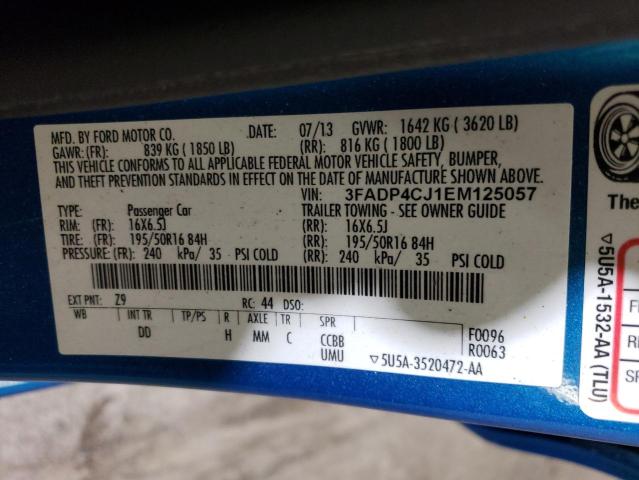 MFD. BY FORD MOTOR CO.
DATE: 07/13 GVWR: 1642 KG ( 3620 LB)
GAWR: (FR) 839 KG ( 1850 LB) (RR): 816 KG ( 1800 LB)
THIS VEHICLE CONFORMS TO ALL APPLICABLE FEDERAL MOTOR VEHICLE SAFETY, BUMPER,
AND THEFT PREVENTION STANDARDS IN EFFECT ON THE DATE OF MANUFACTURE SHOWN ABOVE.
VIN: 3FADP4CJ1EM125057
TYPE: Passenger Car TRAILER TOWING - SEE OWNER GUIDE
RIM: (FR) 16X6.5J (RR): 16X6.5J
TIRE: (FR) 195/50R16 84H (RR): 195/50R16 84H
PRESSURE: (FR) 240 kPa/ 35 PSI COLD (RR): 240 kPa/ 35 PSI COLD
EXT PNT: Z9 RC: 44 DSO:
WB INT TR TP/PS R AXLE TR SPR
DD H MM C CCBB
UMU
F0096
R0063
▽5U5A-3520472-AA
▽5U5A-1532-AA (TLU)
The